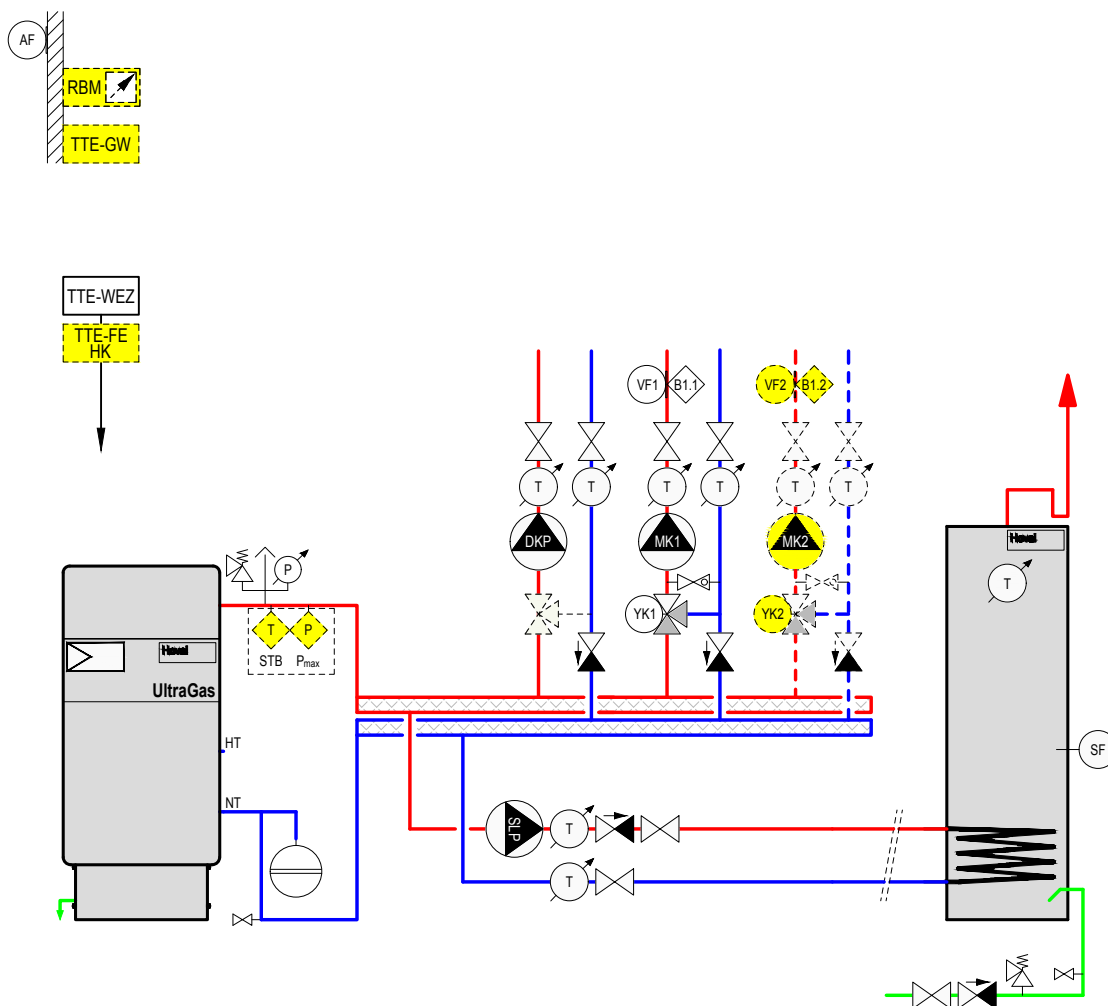 AF
RBM
TTE-GW
TTE-WEZ
TTE-FE
HK
VF1
B1.1
VF2
B1.2
T
T
T
T
T
T
DKP
MK1
MK2
P
Hoval
T
YK1
YK2
T
P
STB
Pmax
Hoval
UltraGas
HT
SF
NT
SLP
T
T